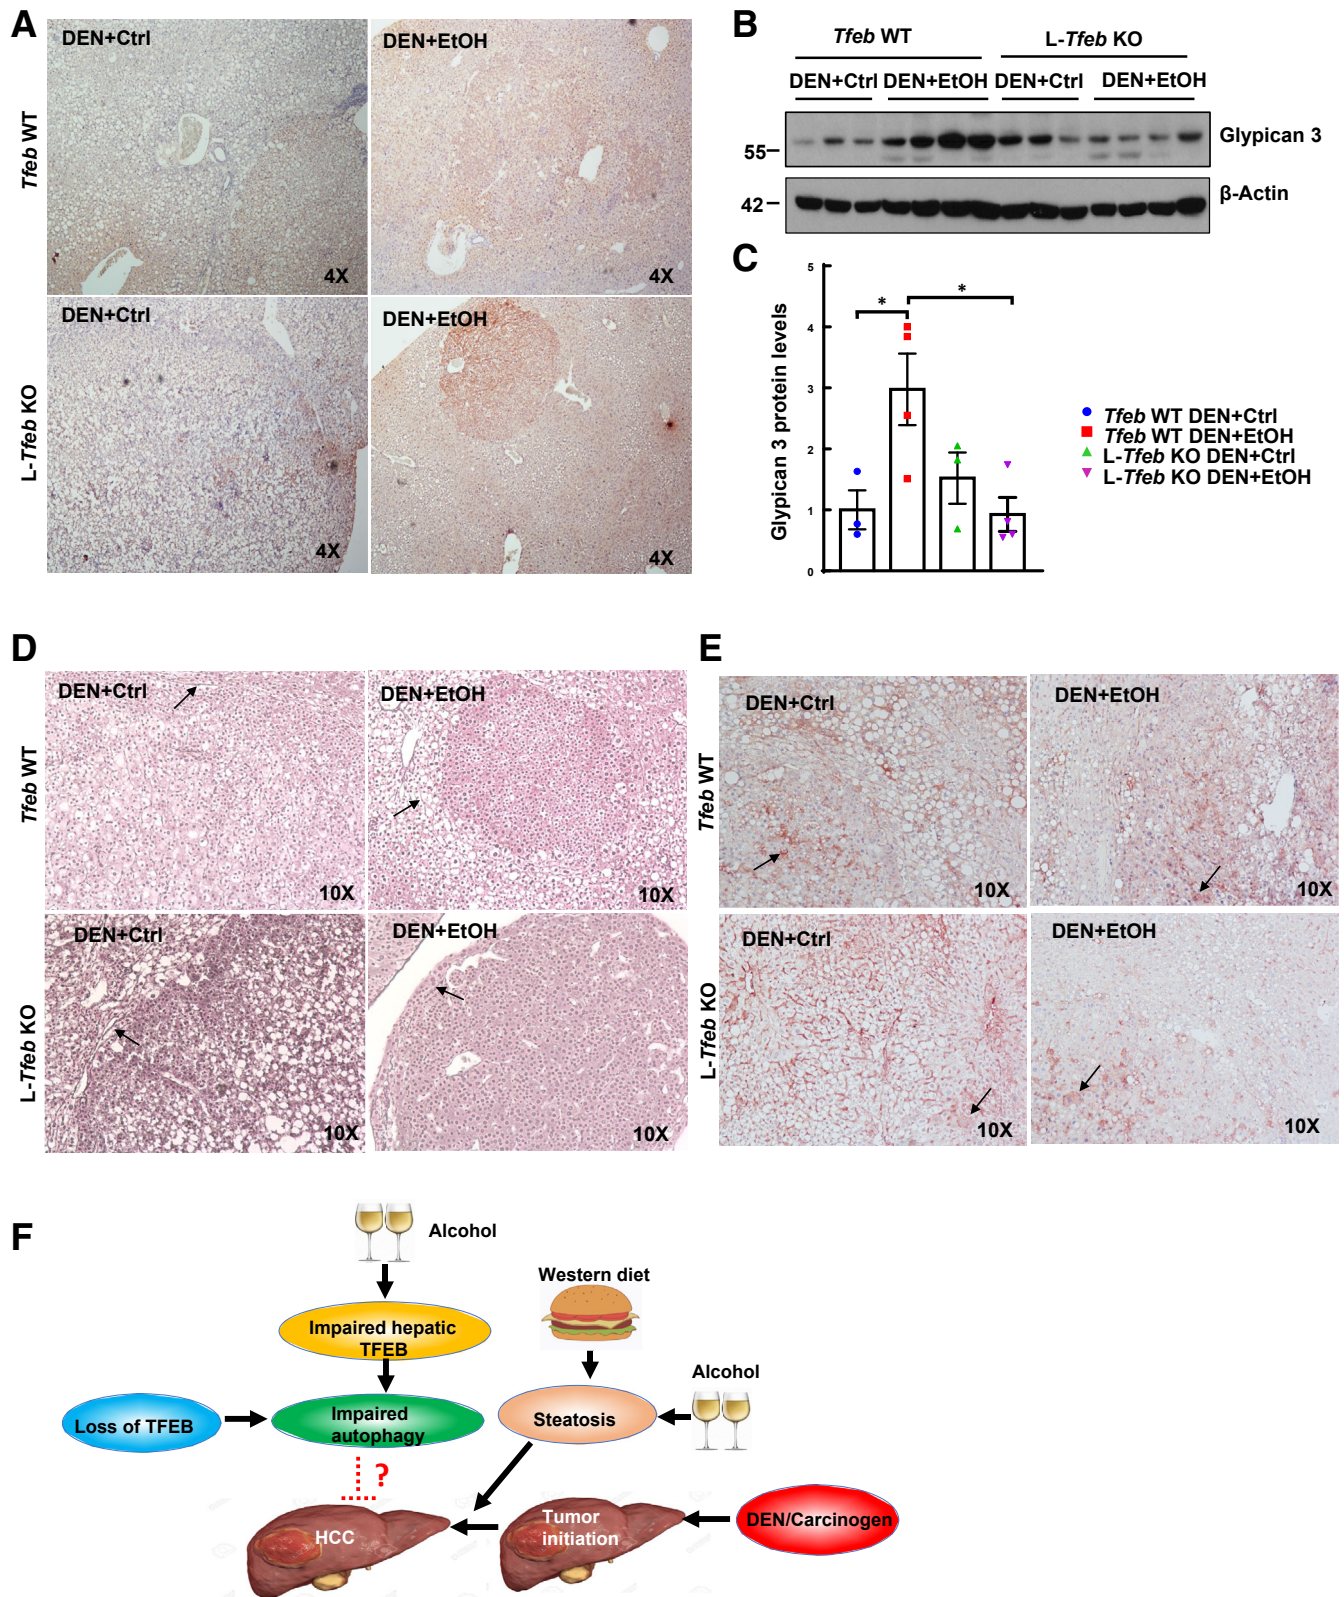 A
DEN+Ctrl
DEN+EtOH
Tfeb WT
4X
4X
DEN+Ctrl
DEN+EtOH
L-Tfeb KO
4X
4X
B
Tfeb WT
L-Tfeb KO
DEN+Ctrl DEN+EtOH DEN+Ctrl DEN+EtOH
55
Glypican 3
42
β-Actin
C
Glypican 3 protein levels
5
4
3
2
1
0
*
*
Tfeb WT DEN+Ctrl
Tfeb WT DEN+EtOH
L-Tfeb KO DEN+Ctrl
L-Tfeb KO DEN+EtOH
D
DEN+Ctrl
DEN+EtOH
Tfeb WT
10X
10X
DEN+Ctrl
DEN+EtOH
L-Tfeb KO
10X
10X
E
DEN+Ctrl
DEN+EtOH
Tfeb WT
10X
10X
DEN+Ctrl
DEN+EtOH
L-Tfeb KO
10X
10X
F
Alcohol
Western diet
Impaired hepatic
TFEB
Alcohol
Loss of TFEB
Impaired
autophagy
Steatosis
?
HCC
Tumor
initiation
DEN/Carcinogen